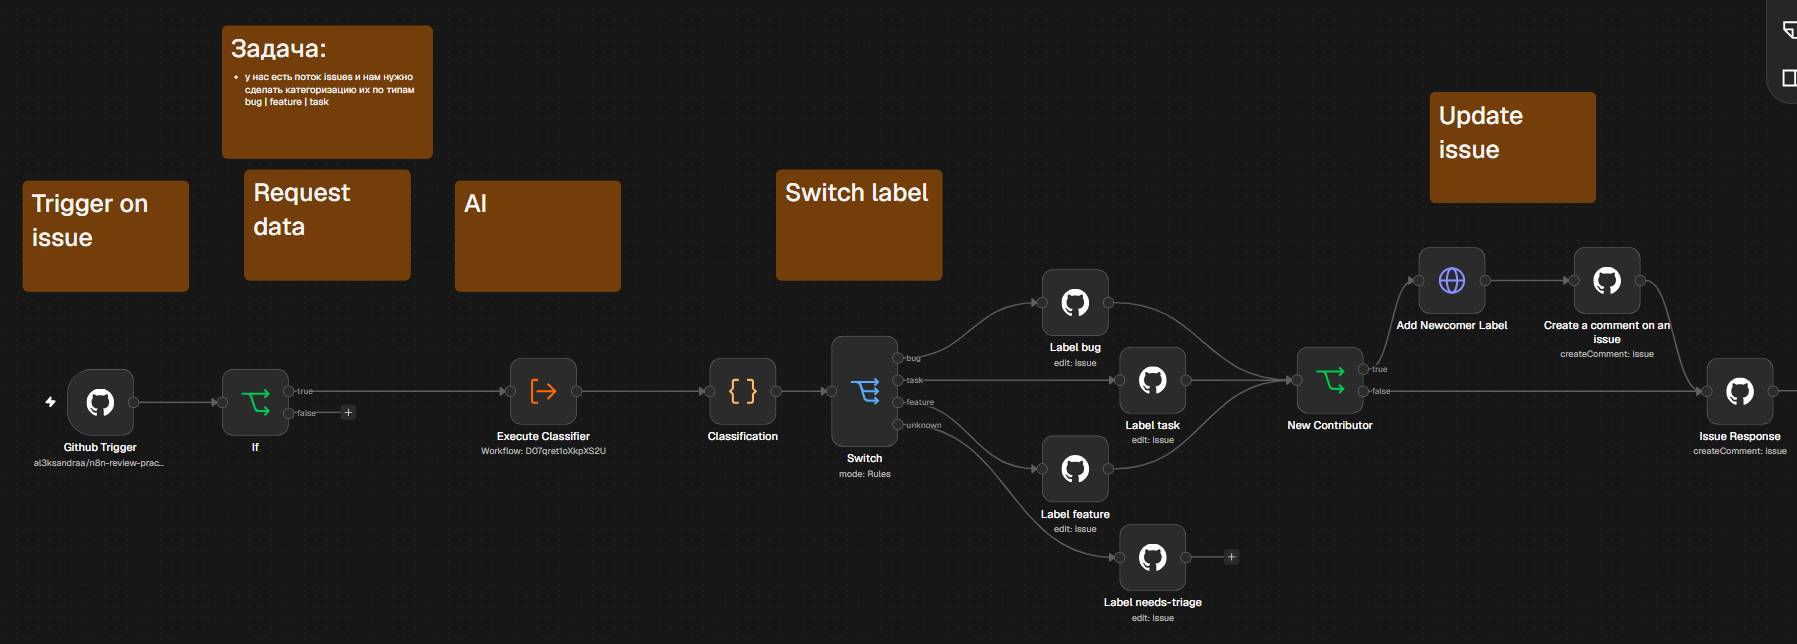 Задача:
• у нас есть поток issues и нам нужно
сделать категоризацию их по типам
bug | feature | task
Trigger on
issue
Request
data
AI
Switch label
Update
issue
Github Trigger
al3ksandraa/n8n-review-prac...
If
true
false
Execute Classifier
Workflow: D07qret1oXkpXS2U
Classification
Switch
mode: Rules
bug
task
feature
unknown
Label bug
edit: issue
Label task
edit: issue
Label feature
edit: issue
Label needs-triage
edit: issue
New Contributor
true
false
Add Newcomer Label
Create a comment on an
issue
createComment: issue
Issue Response
createComment: issue